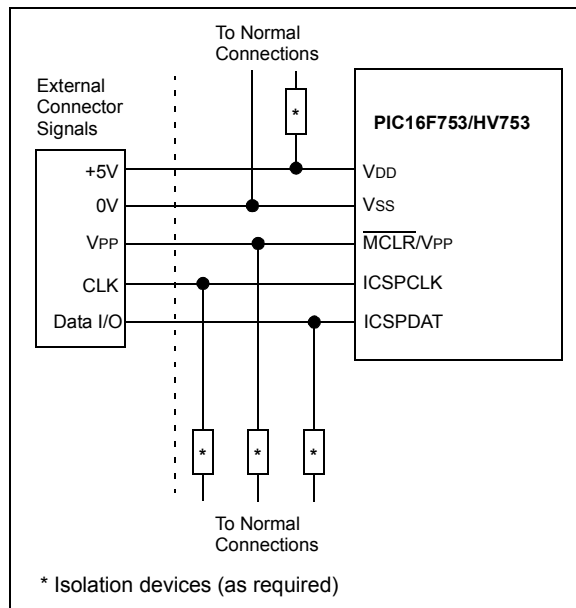 To Normal
Connections
External
Connector
Signals
PIC16F753/HV753
*
+5V
VDD
0V
VSS
VPP
MCLR/VPP
CLK
ICSPCLK
Data I/O
ICSPDAT
* * *
To Normal
Connections
* Isolation devices (as required)